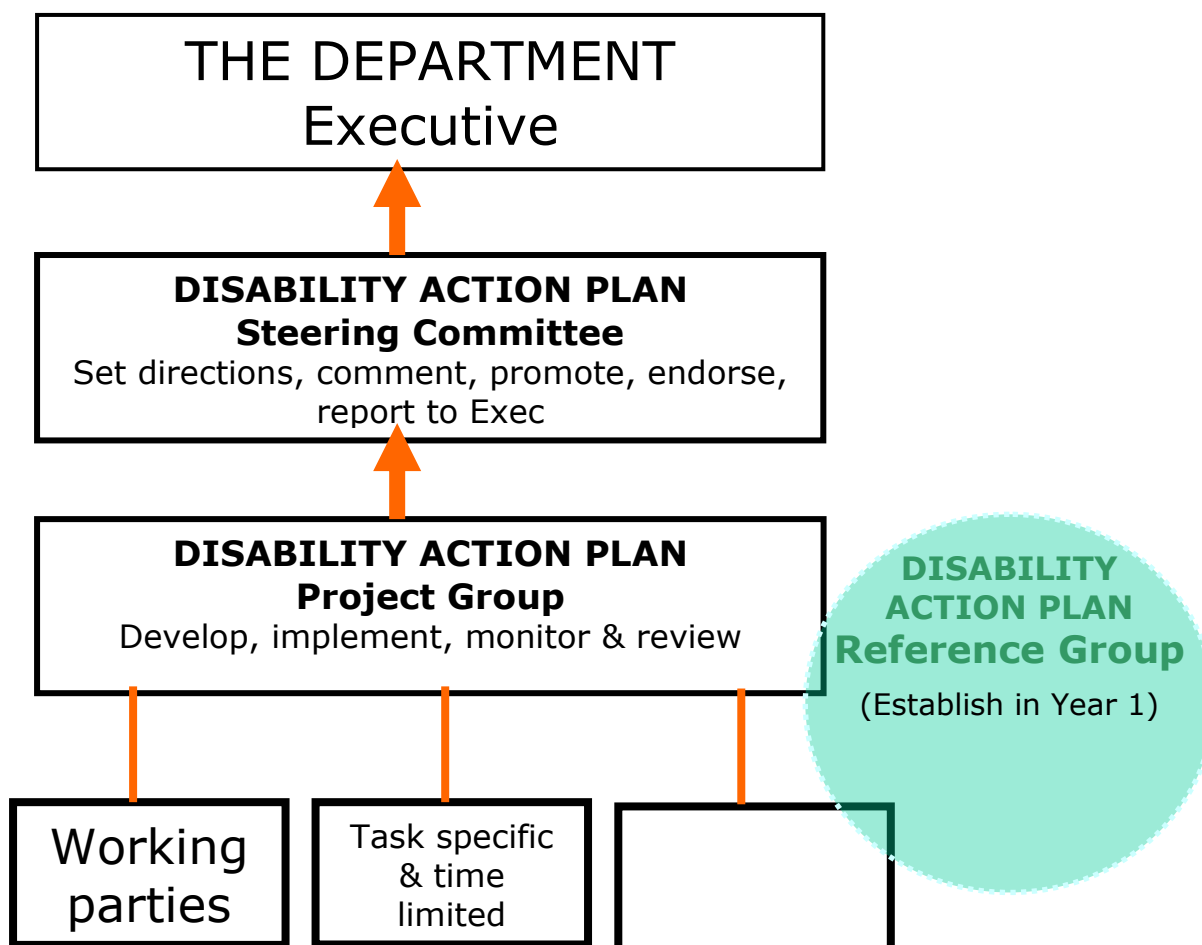 THE DEPARTMENT
Executive
DISABILITY ACTION PLAN
Steering Committee
Set directions, comment, promote, endorse,
report to Exec
DISABILITY ACTION PLAN
Project Group
Develop, implement, monitor & review
DISABILITY
ACTION PLAN
Reference Group
(Establish in Year 1)
Working
parties
Task specific
& time
limited